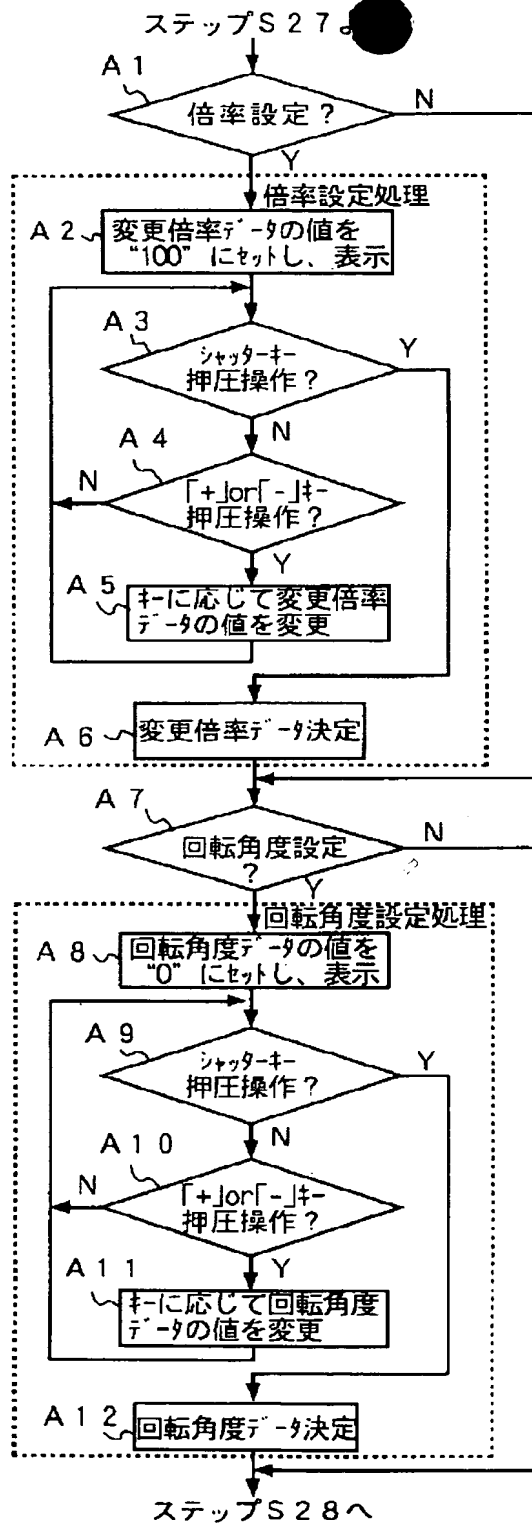 ステップS27よ
A1
倍率設定?
N
Y
倍率設定処理
A2
変更倍率データの値を
“100”にセットし、表示
A3
シャッターキー
押圧操作?
Y
N
A4
「+」or「-」キー
押圧操作?
N
Y
A5
キーに応じて変更倍率
データの値を変更
A6
変更倍率データ決定
A7
回転角度設定
?
N
Y
回転角度設定処理
A8
回転角度データの値を
“0”にセットし、表示
A9
シャッターキー
押圧操作?
Y
N
A10
「+」or「-」キー
押圧操作?
N
Y
A11
キーに応じて回転角度
データの値を変更
A12
回転角度データ決定
ステップS28へ